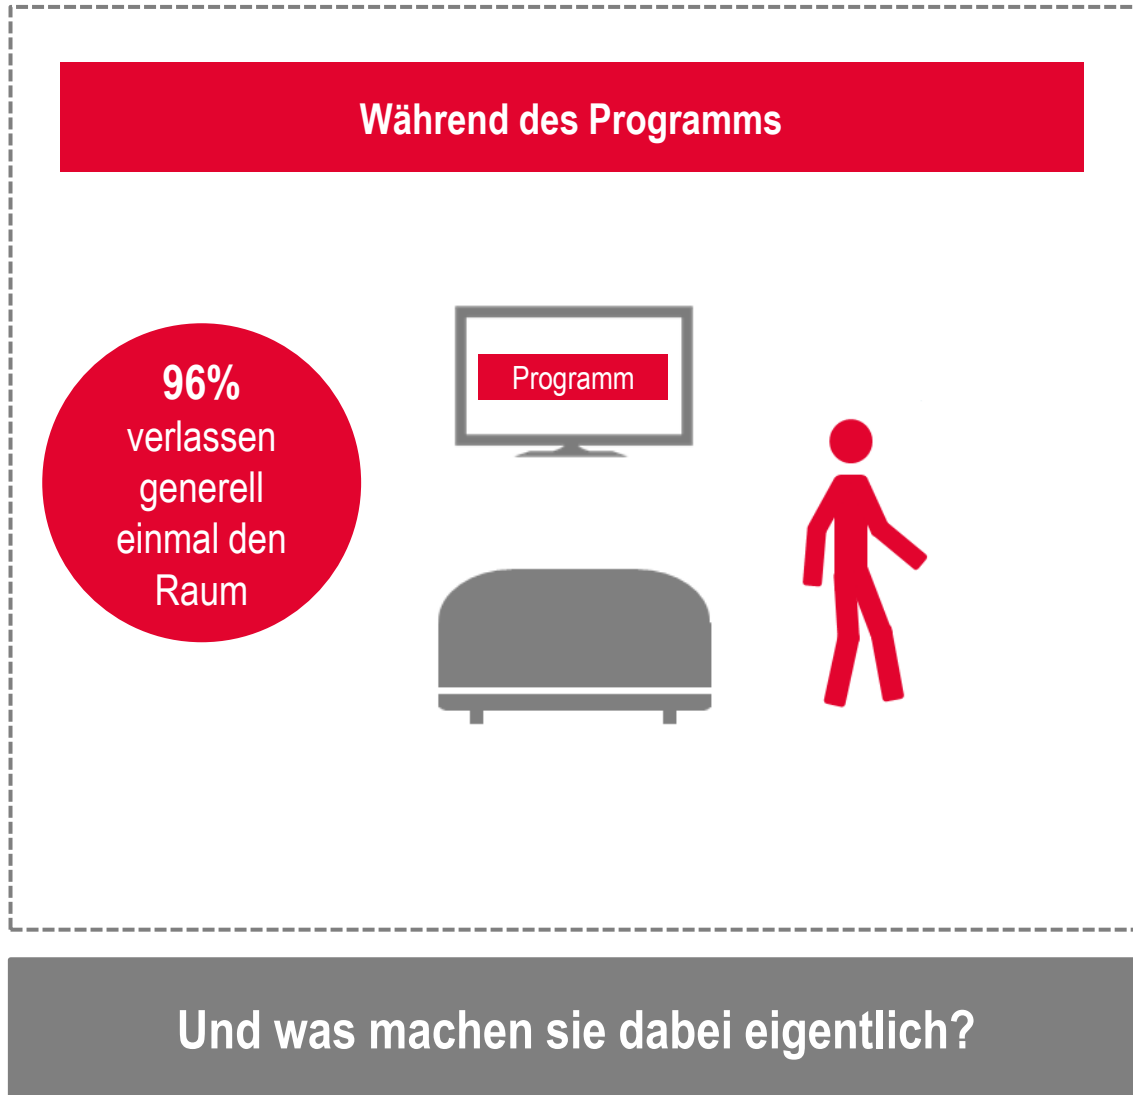 Während des Programms
Programm
96%
verlassen
generell
einmal den
Raum
Und was machen sie dabei eigentlich?